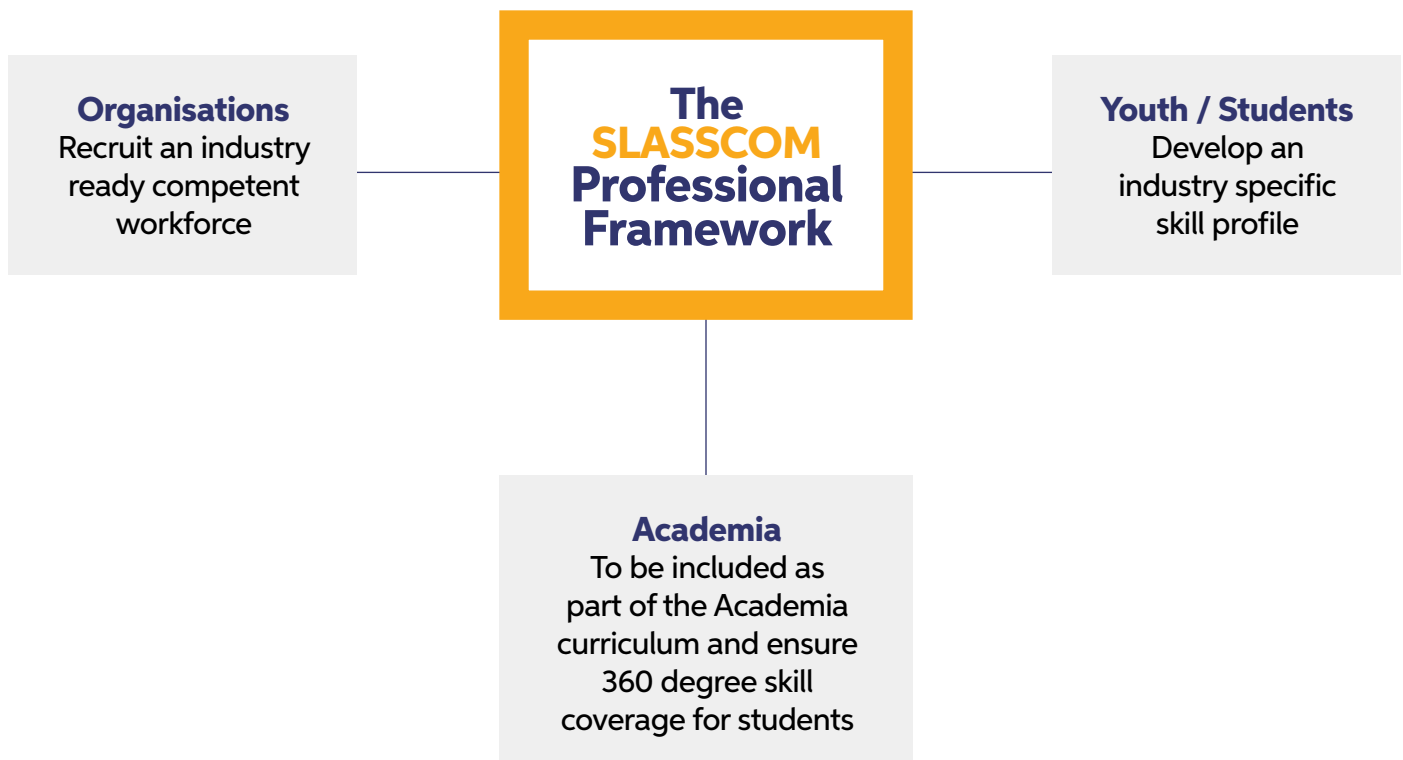 Organisations
Recruit an industry
ready competent
workforce
The
SLASSCOM
Professional
Framework
Youth / Students
Develop an
industry specific
skill profile
Academia
To be included as
part of the Academia
curriculum and ensure
360 degree skill
coverage for students